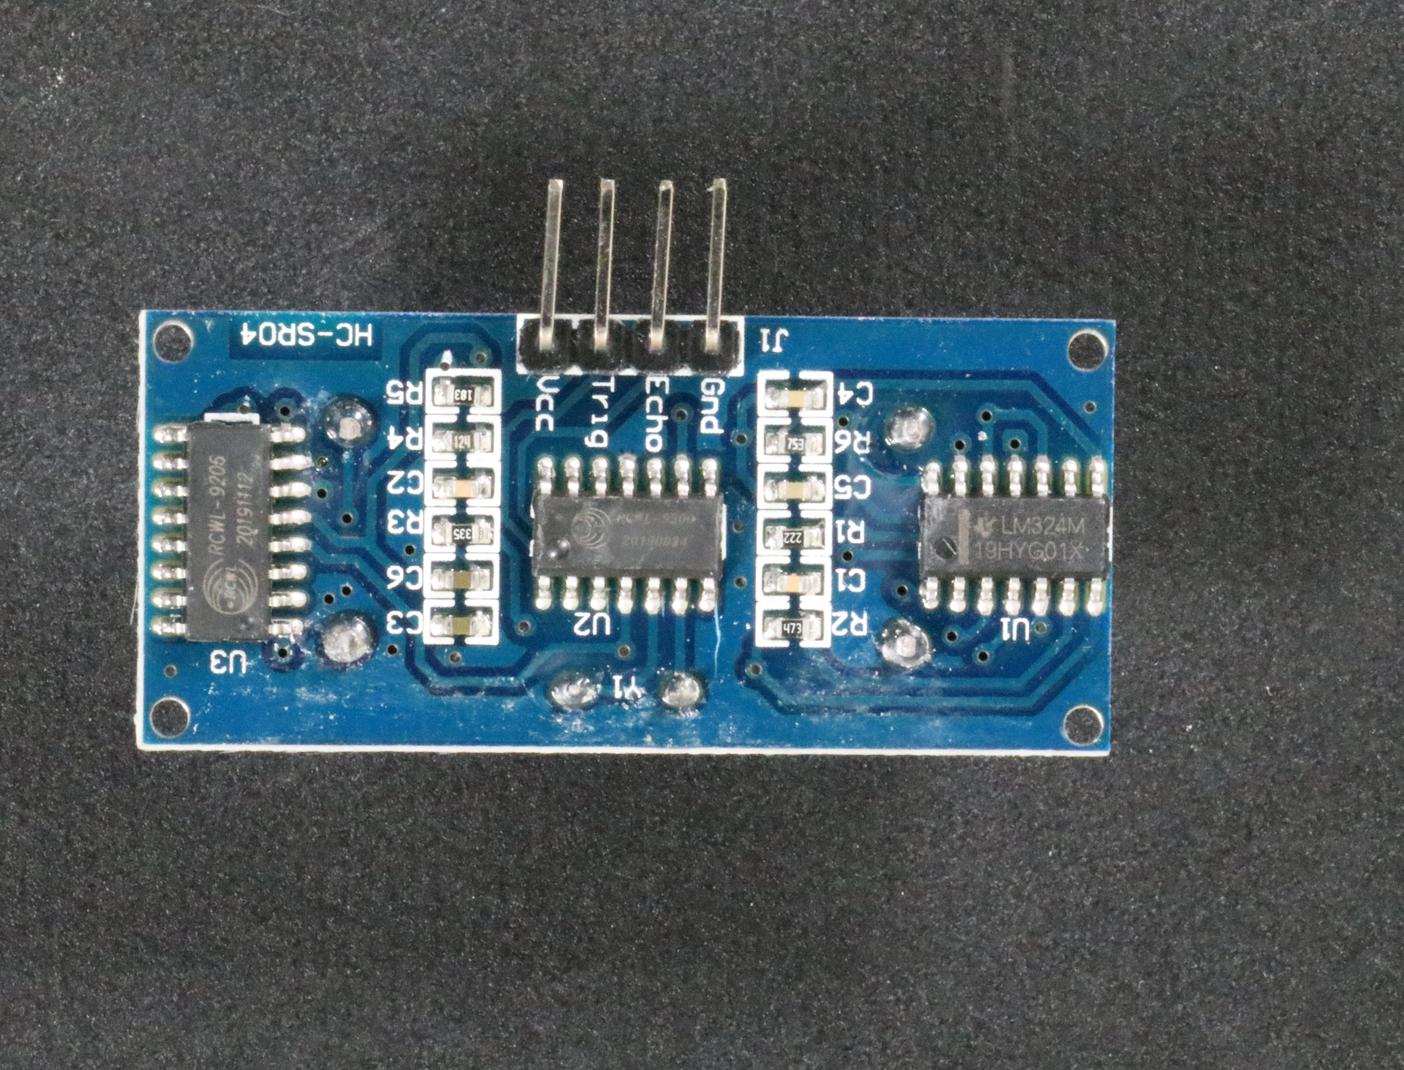 HC-SR04
J1
Vcc
Trig
Echo
Gnd
R5
183
R4
124
C2
R3
335
C6
C3
C4
R6
753
C5
R1
222
C1
R2
473
RCWL-9206
20191112
RCWL
U3
U2
Y1
LM324M
19HYG01X
U1